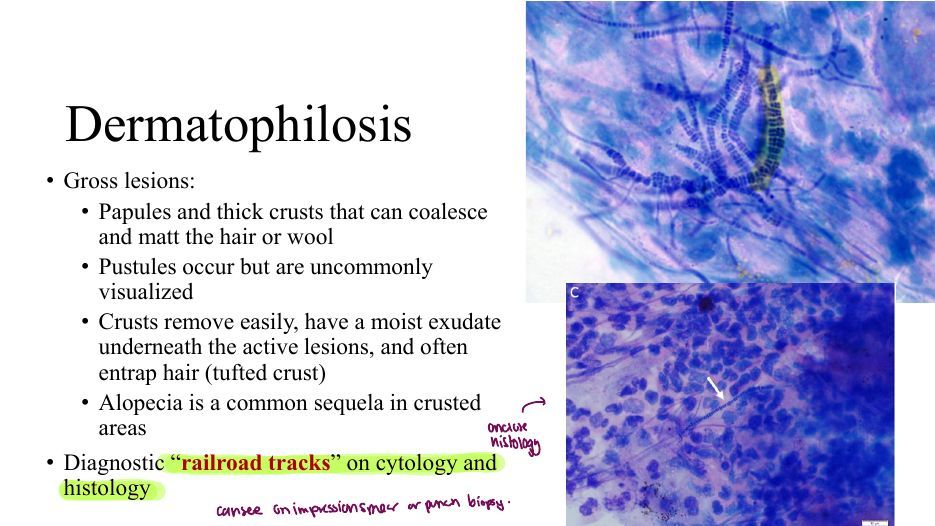 Dermatophilosis
• Gross lesions:
• Papules and thick crusts that can coalesce
and matt the hair or wool
• Pustules occur but are uncommonly
visualized
• Crusts remove easily, have a moist exudate
underneath the active lesions, and often
entrap hair (tufted crust)
• Alopecia is a common sequela in crusted
areas
• Diagnostic “railroad tracks” on cytology and
histology
can see on impression smear or punch biopsy.
histology
C